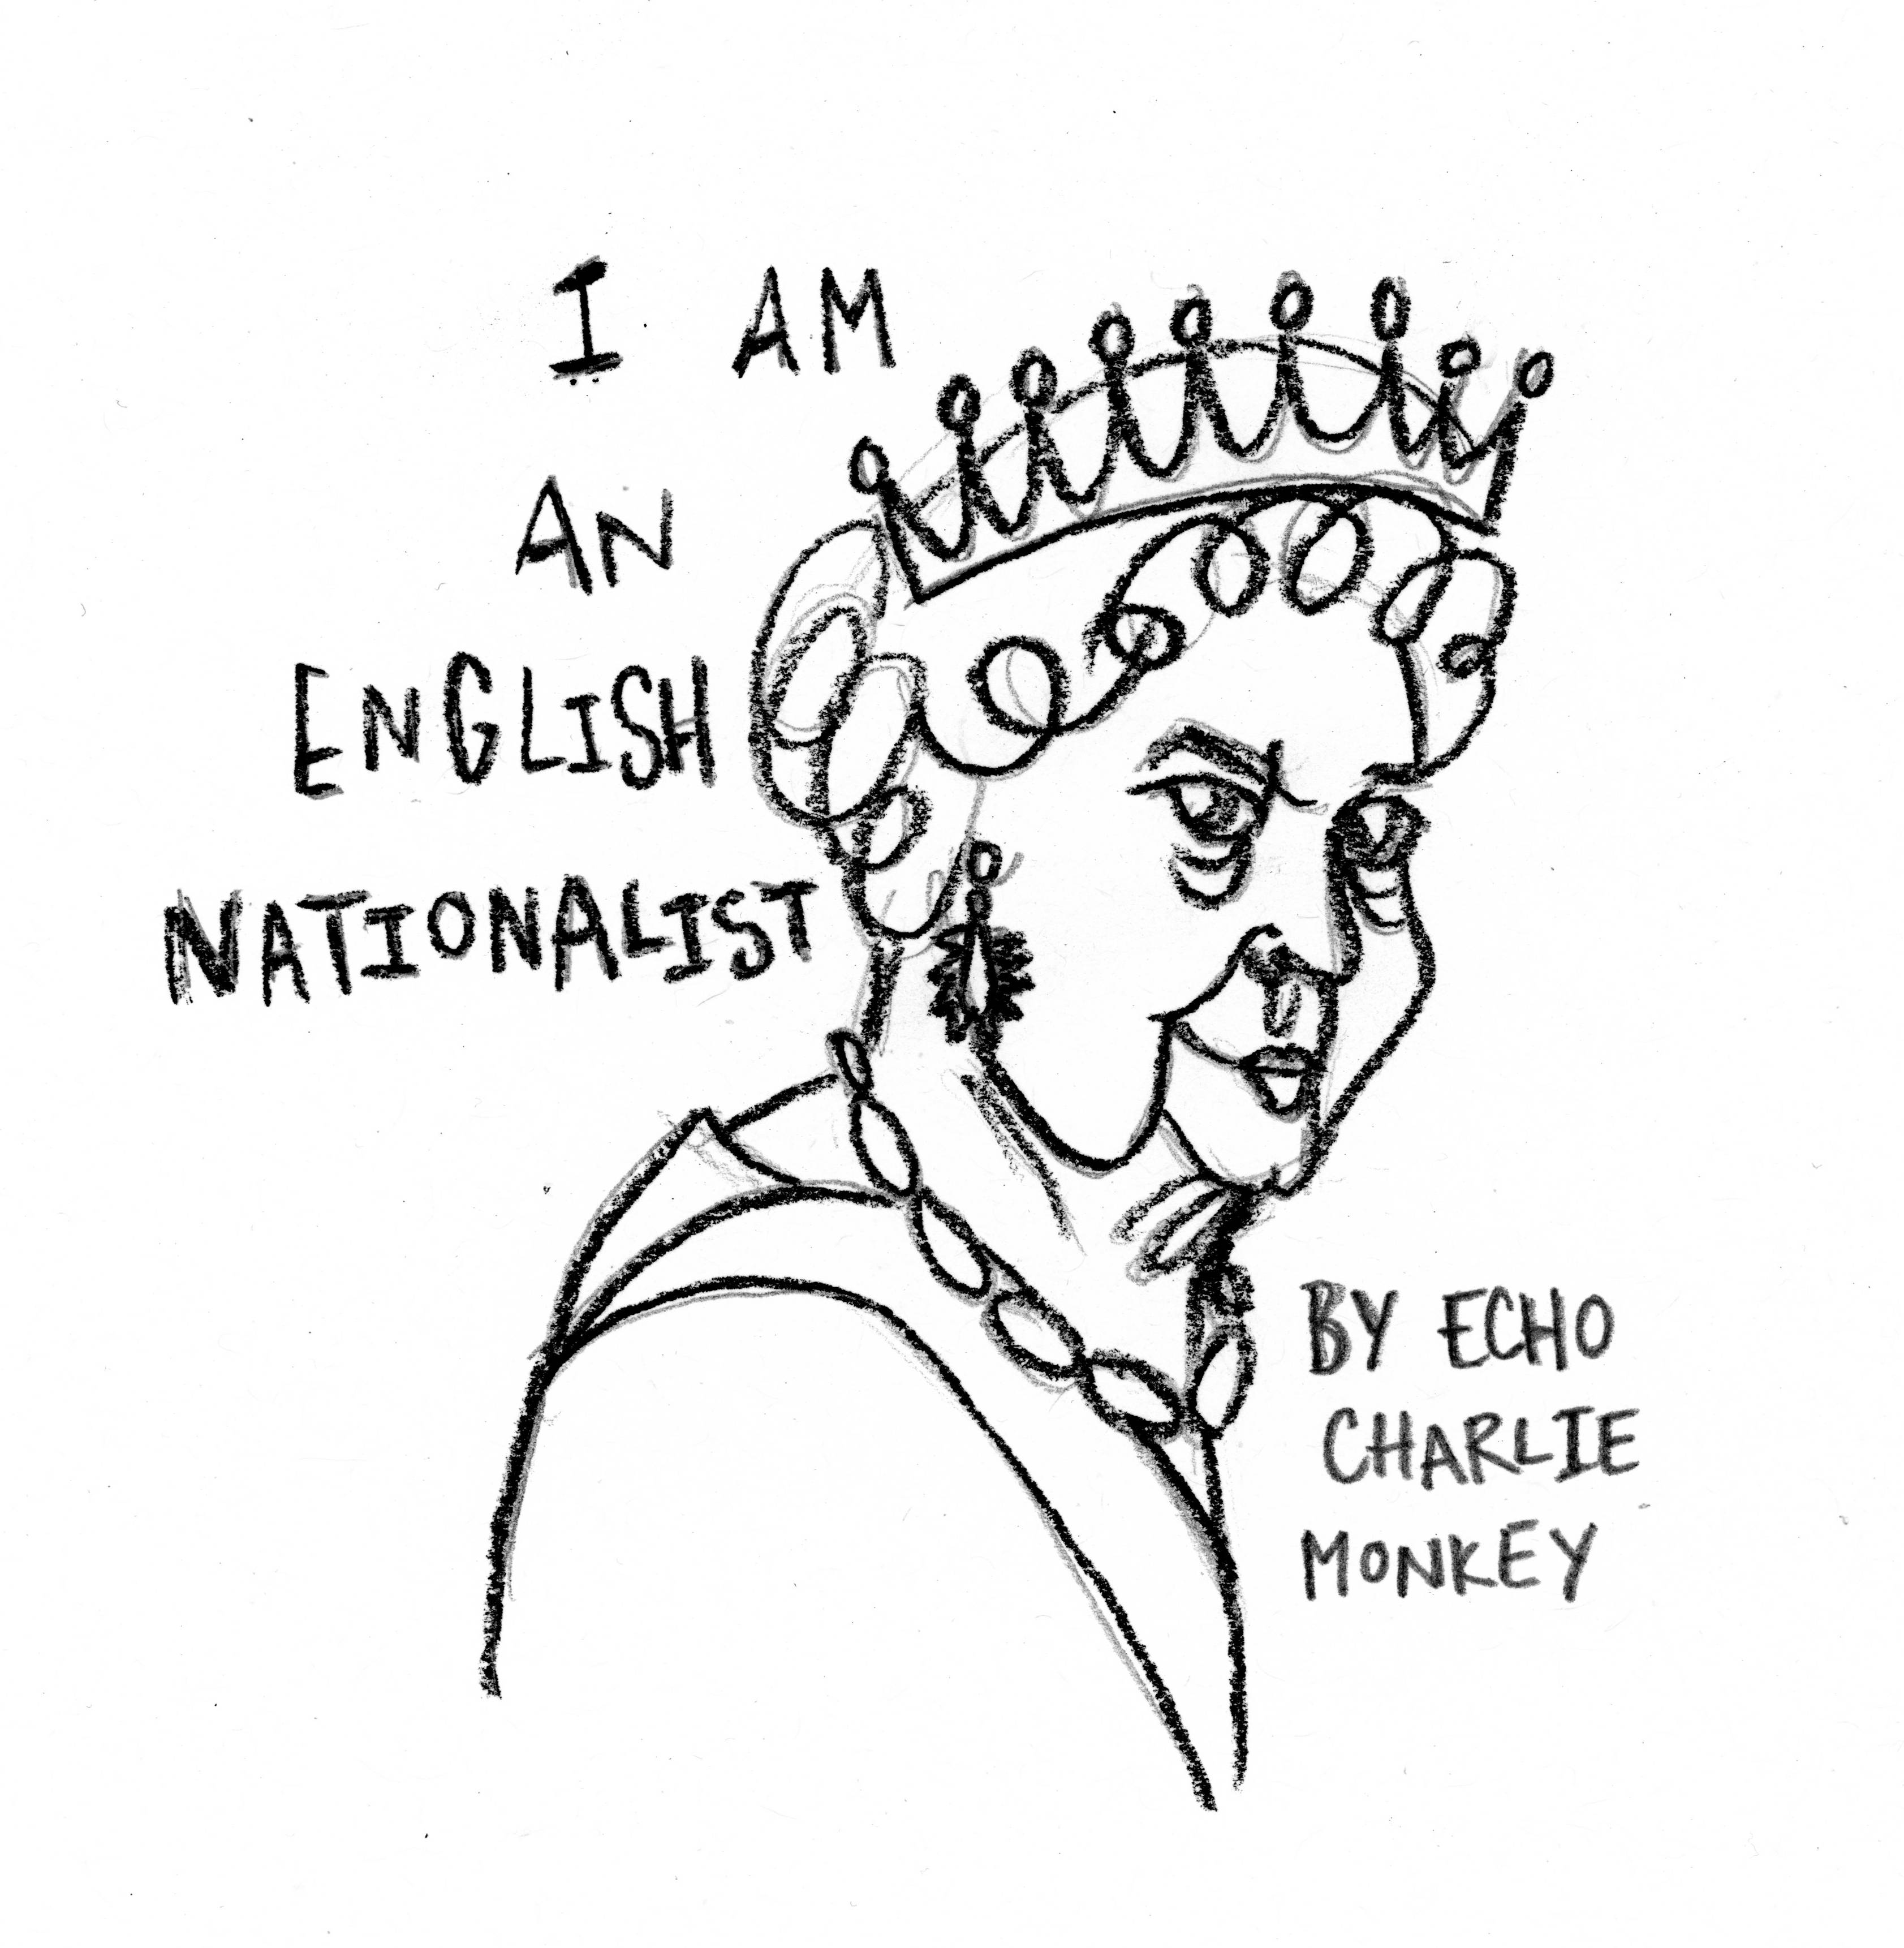 I AM
AN
ENGLISH
NATIONALIST
BY ECHO
CHARLIE
MONKEY